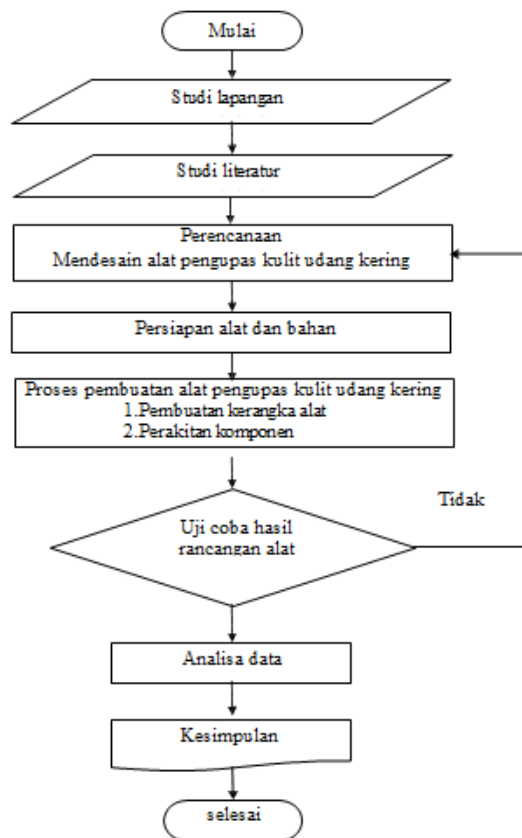 Mulai
Studi lapangan
Studi literatur
Perencanaan
Mendesain alat pengupas kulit udang kering
Persiapan alat dan bahan
Proses pembuatan alat pengupas kulit udang kering
1.Pembuatan kerangka alat
2.Perakitan komponen
Tidak
Uji coba hasil
rancangan alat
Analisa data
Kesimpulan
selesai